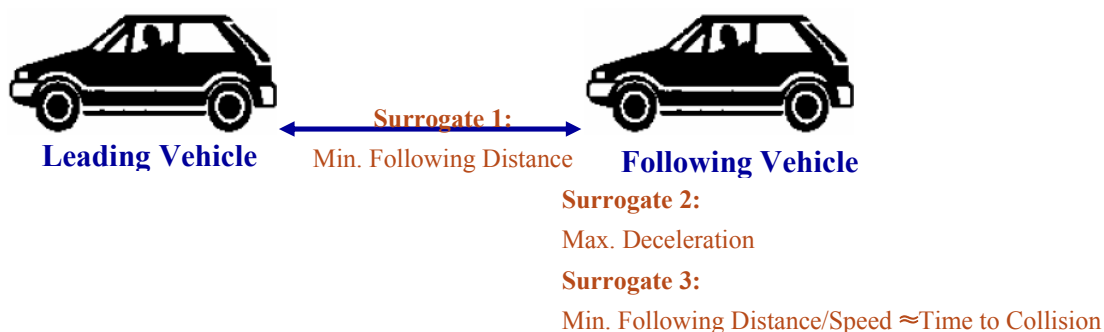 Surrogate 1:
Leading Vehicle
Min. Following Distance
Following Vehicle
Surrogate 2:
Max. Deceleration
Surrogate 3:
Min. Following Distance/Speed ≈Time to Collision